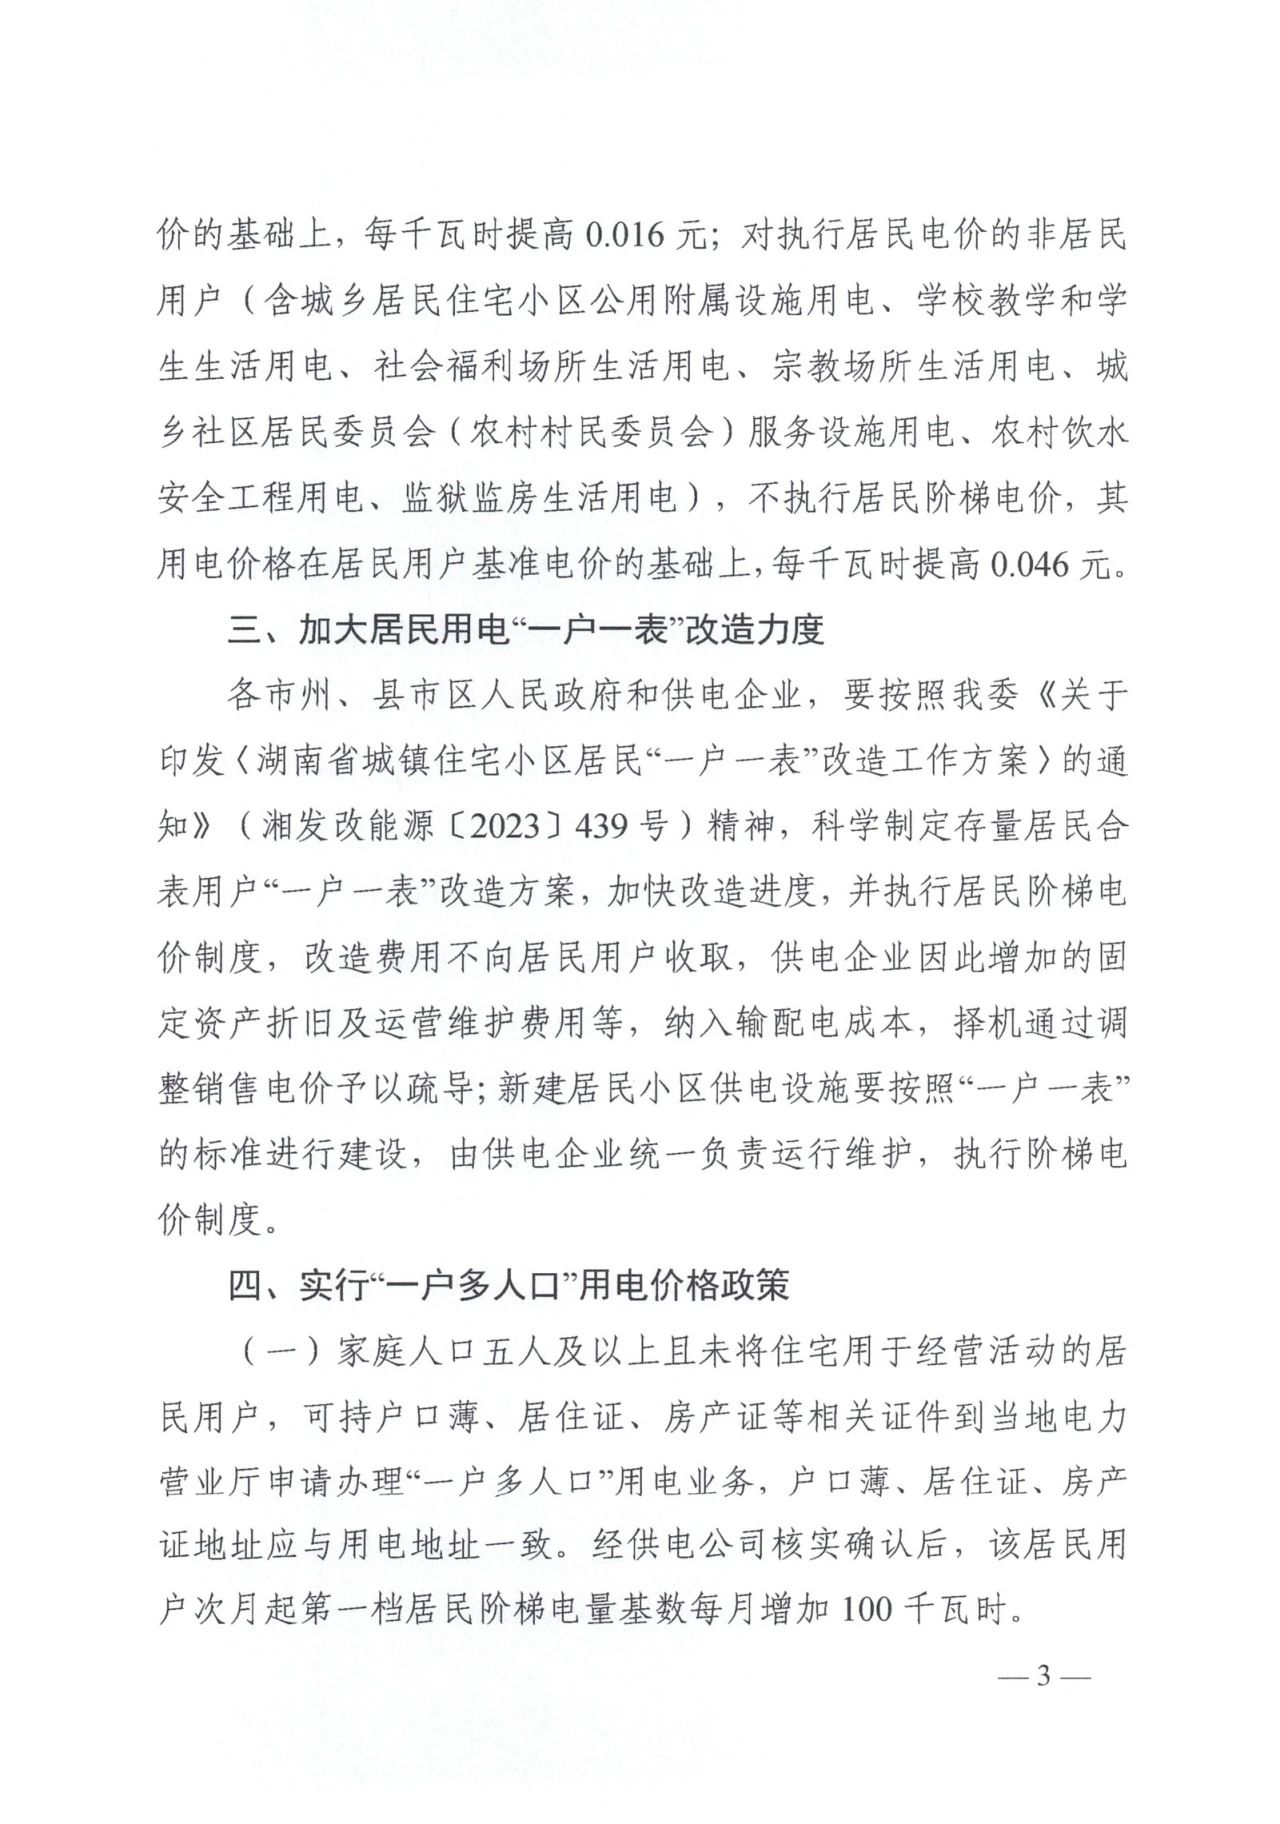 价的基础上，每千瓦时提高 0.016 元；对执行居民电价的非居民
用户（含城乡居民住宅小区公用附属设施用电、学校教学和学
生生活用电、社会福利场所生活用电、宗教场所生活用电、城
乡社区居民委员会（农村村民委员会）服务设施用电、农村饮水
安全工程用电、监狱监房生活用电），不执行居民阶梯电价，其
用电价格在居民用户基准电价的基础上，每千瓦时提高 0.046 元。
三、加大居民用电“一户一表”改造力度
各市州、县市区人民政府和供电企业，要按照我委《关于
印发〈湖南省城镇住宅小区居民“一户一表”改造工作方案〉的通
知》（湘发改能源〔2023〕439 号）精神，科学制定存量居民合
表用户“一户一表”改造方案，加快改造进度，并执行居民阶梯电
价制度，改造费用不向居民用户收取，供电企业因此增加的固
定资产折旧及运营维护费用等，纳入输配电成本，择机通过调
整销售电价予以疏导；新建居民小区供电设施要按照“一户一表”
的标准进行建设，由供电企业统一负责运行维护，执行阶梯电
价制度。
四、实行“一户多人口”用电价格政策
（一）家庭人口五人及以上且未将住宅用于经营活动的居
民用户，可持户口薄、居住证、房产证等相关证件到当地电力
营业厅申请办理“一户多人口”用电业务，户口薄、居住证、房产
证地址应与用电地址一致。经供电公司核实确认后，该居民用
户次月起第一档居民阶梯电量基数每月增加 100 千瓦时。
— 3 —